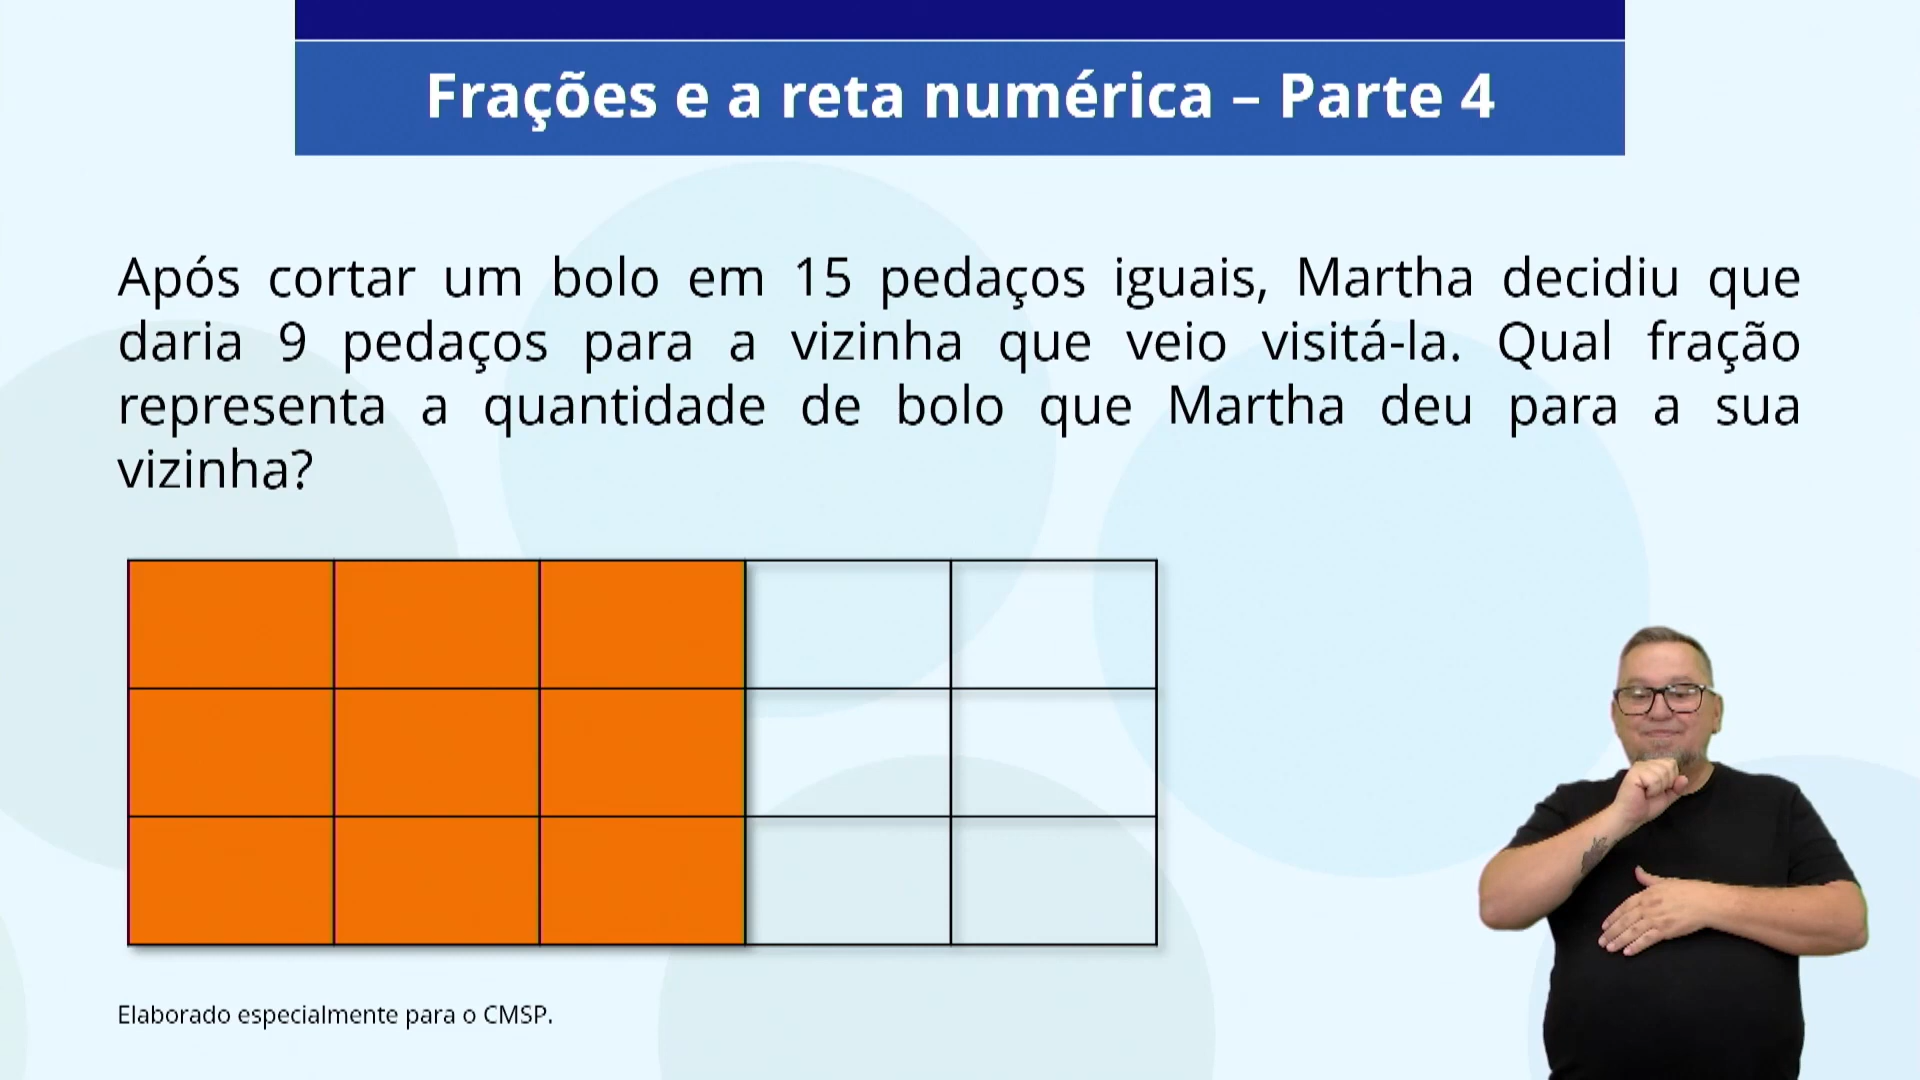 Frações e a reta numérica – Parte 4
Após cortar um bolo em 15 pedaços iguais, Martha decidiu que
daria 9 pedaços para a vizinha que veio visitá-la. Qual fração
representa a quantidade de bolo que Martha deu para a sua
vizinha?
Elaborado especialmente para o CMSP.